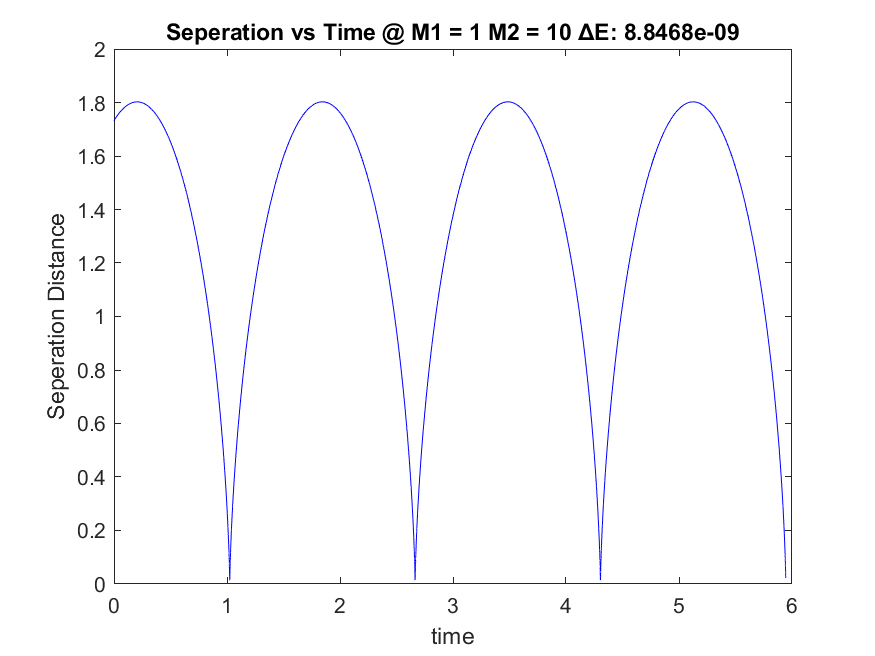 Seperation vs Time @ M1 = 1 M2 = 10 ΔE: 8.8468e-09
2
1.8
1.6
1.4
1.2
1
0.8
0.6
0.4
0.2
0
Seperation Distance
0 1 2 3 4 5 6
time